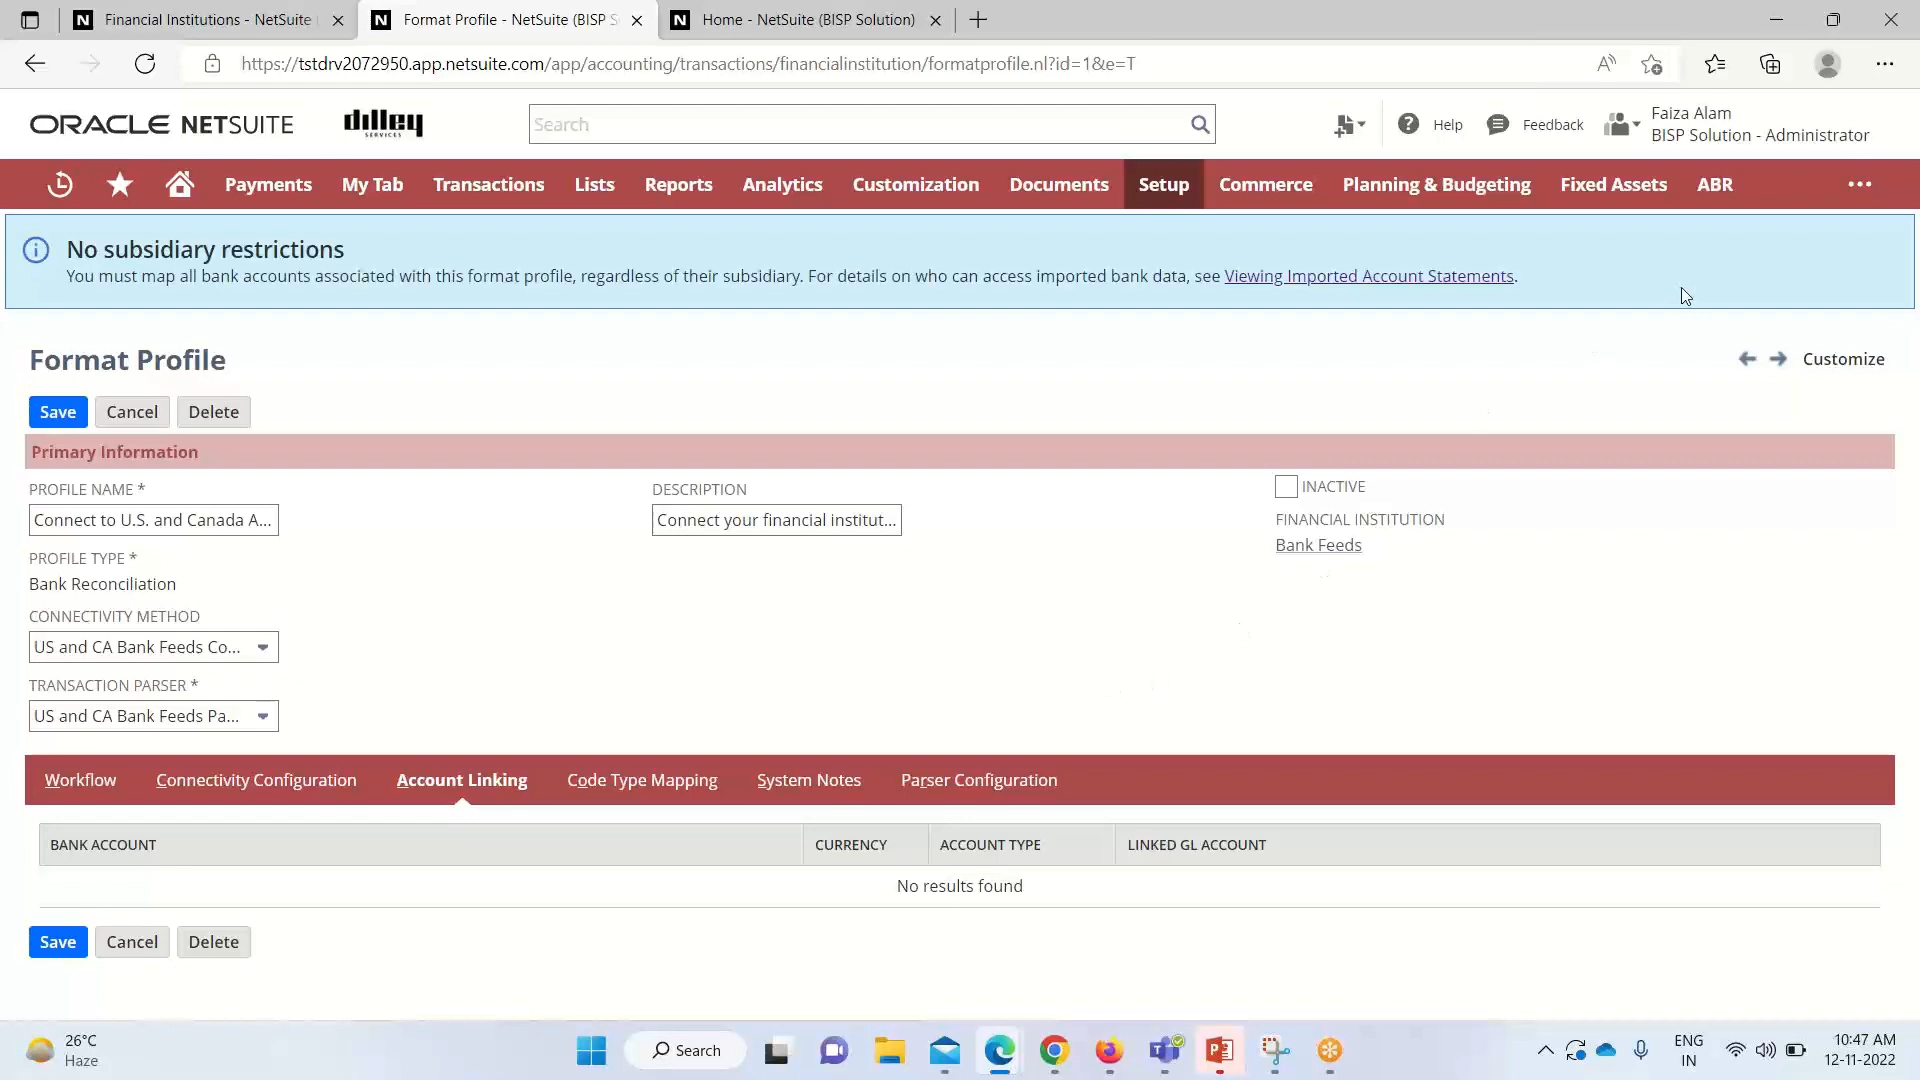 Financial Institutions - NetSuite
Format Profile - NetSuite (BISP S
Home - NetSuite (BISP Solution)
https://tstdrv2072950.app.netsuite.com/app/accounting/transactions/financialinstitution/formatprofile.nl?id=1&e=T
ORACLE NETSUITE
dilley
SERVICES
Search
Help
Feedback
Faiza Alam
BISP Solution - Administrator
Payments
My Tab
Transactions
Lists
Reports
Analytics
Customization
Documents
Setup
Commerce
Planning & Budgeting
Fixed Assets
ABR
No subsidiary restrictions
You must map all bank accounts associated with this format profile, regardless of their subsidiary. For details on who can access imported bank data, see Viewing Imported Account Statements.
Format Profile
Customize
Save
Cancel
Delete
Primary Information
PROFILE NAME *
Connect to U.S. and Canada A...
PROFILE TYPE *
Bank Reconciliation
CONNECTIVITY METHOD
US and CA Bank Feeds Co...
TRANSACTION PARSER *
US and CA Bank Feeds Pa...
DESCRIPTION
Connect your financial institut...
INACTIVE
FINANCIAL INSTITUTION
Bank Feeds
Workflow
Connectivity Configuration
Account Linking
Code Type Mapping
System Notes
Parser Configuration
BANK ACCOUNT
CURRENCY
ACCOUNT TYPE
LINKED GL ACCOUNT
No results found
Save
Cancel
Delete
26°C
Haze
Search
ENG
IN
10:47 AM
12-11-2022